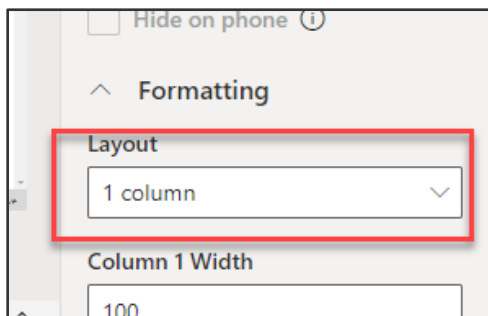 Hide on phone
Formatting
Layout
1 column
Column 1 Width
100